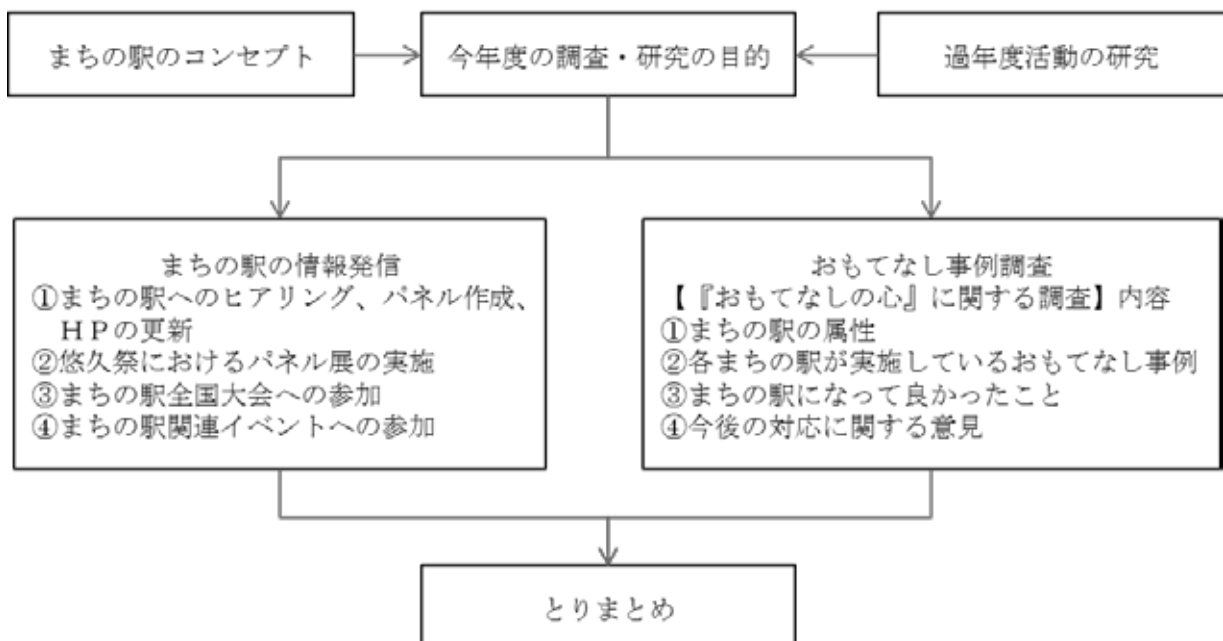 まちの駅のコンセプト
今年度の調査・研究の目的
過年度活動の研究
まちの駅の情報発信
①まちの駅へのヒアリング、パネル作成、
ＨＰの更新
②悠久祭におけるパネル展の実施
③まちの駅全国大会への参加
④まちの駅関連イベントへの参加
おもてなし事例調査
【『おもてなしの心』に関する調査】内容
①まちの駅の属性
②各まちの駅が実施しているおもてなし事例
③まちの駅になって良かったこと
④今後の対応に関する意見
とりまとめ